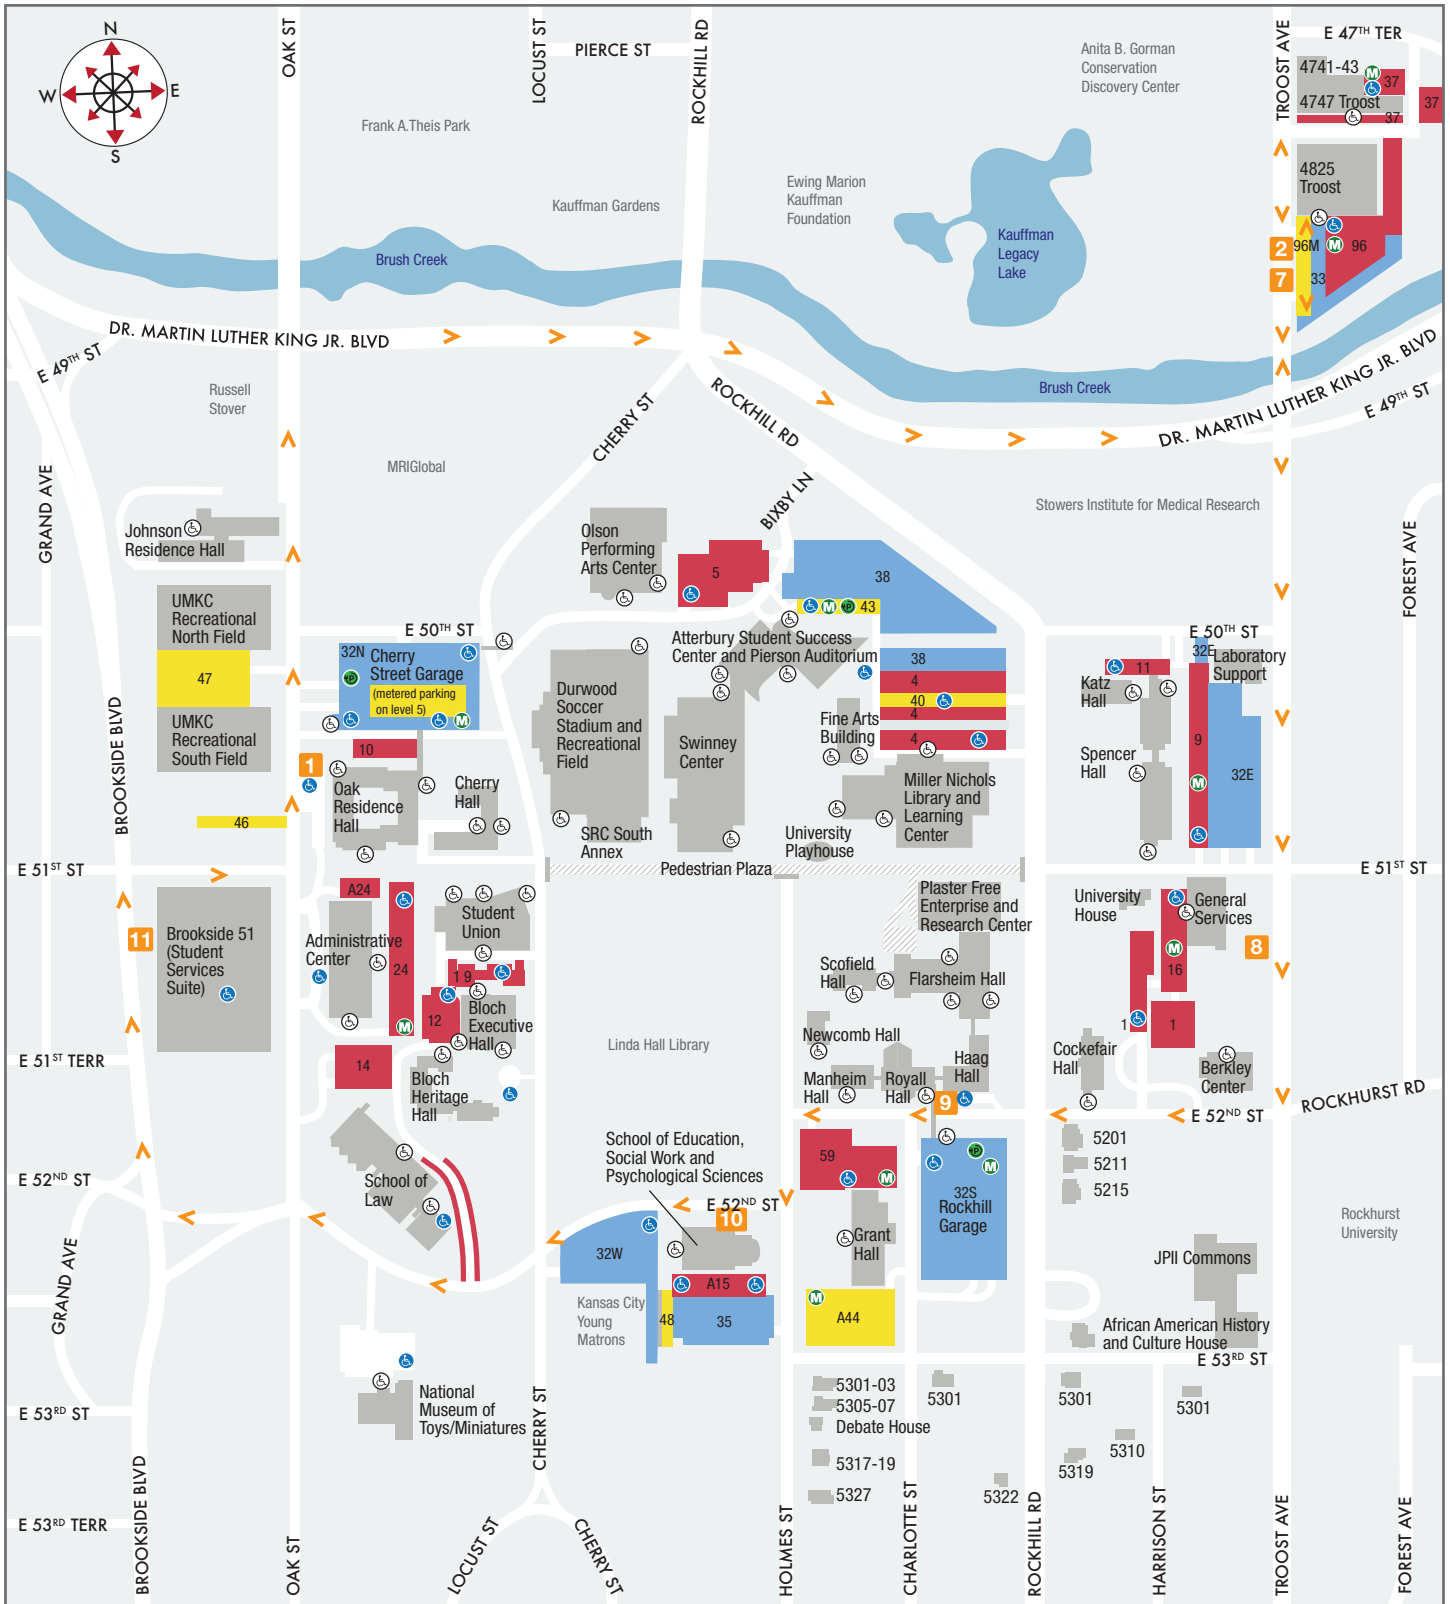 N
W
E
S
OAK ST
LOCUST ST
PIERCE ST
ROCKHILL RD
TROOST AVE
E 47TH TER
Anita B. Gorman
Conservation
Discovery Center
4741-43
M
37
4747 Troost
37
37
Frank A.Theis Park
Ewing Marion
Kauffman
Foundation
Kauffman Gardens
4825
Troost
Kauffman
Legacy
Lake
Brush Creek
2
96M
M
96
7
33
DR. MARTIN LUTHER KING JR. BLVD
E 49TH ST
Russell
Stover
ROCKHILL RD
CHERRY ST
Brush Creek
DR. MARTIN LUTHER KING JR. BLVD
E 49TH ST
MRIGlobal
GRAND AVE
BIXBY LN
Stowers Institute for Medical Research
FOREST AVE
Johnson
Residence Hall
Olson
Performing
Arts Center
5
38
M
P
43
UMKC
Recreational
North Field
47
UMKC
Recreational
South Field
E 50TH ST
32N
Cherry
Street Garage
P
(metered parking
on level 5)
M
10
Atterbury Student Success
Center and Pierson Auditorium
38
4
40
4
4
E 50TH ST
32E
Laboratory
Support
11
Katz
Hall
Durwood
Soccer
Stadium and
Recreational
Field
Swinney
Center
Fine Arts
Building
9
Spencer
Hall
32E
M
1
Oak
Residence
Hall
Cherry
Hall
Miller Nichols
Library and
Learning
Center
BROOKSIDE BLVD
46
SRC South
Annex
University
Playhouse
E 51ST ST
Pedestrian Plaza
E 51ST ST
A24
Plaster Free
Enterprise and
Research Center
University
House
General
Services
Student
Union
11
Brookside 51
(Student
Services
Suite)
Administrative
Center
24
M
8
M
16
19
Scofield
Hall
Flarsheim Hall
12
Bloch
Executive
Hall
1
1
Newcomb Hall
Linda Hall Library
E 51ST TERR
14
Bloch
Heritage
Hall
Manheim
Hall
Royall
Hall
Haag
Hall
Cockefair
Hall
Berkley
Center
9
E 52ND ST
ROCKHURST RD
School of Education,
Social Work and
Psychological Sciences
59
M
P
M
5201
5211
5215
E 52ND ST
School of
Law
E 52ND ST
10
32S
Rockhill
Garage
Rockhurst
University
32W
Grant
Hall
JPII Commons
GRAND AVE
A15
Kansas City
Young
Matrons
48
35
M
A44
African American History
and Culture House
E 53RD ST
National
Museum of
Toys/Miniatures
5301-03
5305-07
Debate House
5301
5301
5301
E 53RD ST
5317-19
5310
5319
5327
5322
CHERRY ST
E 53RD TERR
BROOKSIDE BLVD
OAK ST
LOCUST ST
CHERRY ST
HOLMES ST
CHARLOTTE ST
ROCKHILL RD
HARRISON ST
TROOST AVE
FOREST AVE